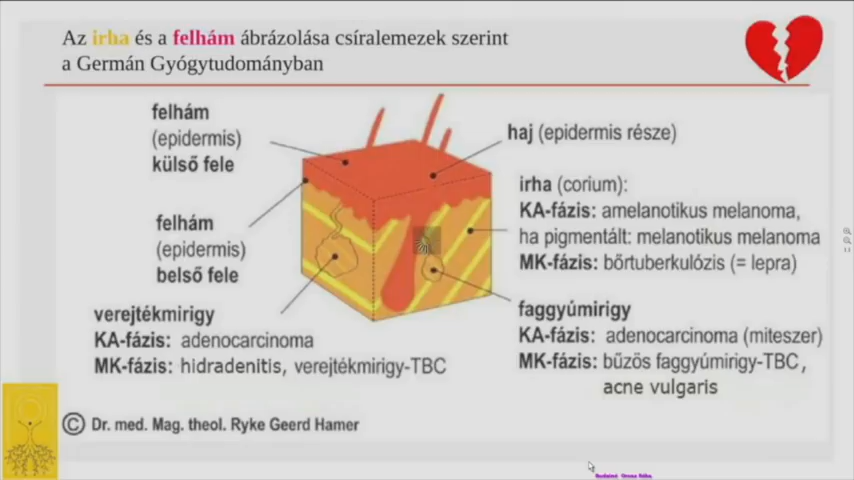 Az irha és a felhám ábrázolása csíralemezek szerint
a Germán Gyógytudományban
felhám
(epidermis)
külső fele
haj (epidermis része)
irha (corium):
KA-fázis: amelanotikus melanoma,
ha pigmentált: melanotikus melanoma
MK-fázis: bőrtuberkulózis (= lepra)
felhám
(epidermis)
belső fele
verejtékmirigy
KA-fázis: adenocarcinoma
MK-fázis: hidradenitis, verejtékmirigy-TBC
faggyúmirigy
KA-fázis: adenocarcinoma (miteszer)
MK-fázis: bűzös faggyúmirigy-TBC,
acne vulgaris
© Dr. med. Mag. theol. Ryke Geerd Hamer